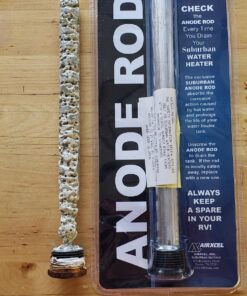 ANODE ROD
CHECK
the
ANODE ROD
Every Time
You Drain
Your
Suburban
WATER
HEATER
The exclusive
SUBURBAN
ANODE ROD
absorbs the
corrosive
action caused
by hot water
and prolongs
the life of your
water heater
tank.
Unscrew the
ANODE ROD
to drain the
tank. If the rod
is mostly eaten
away, replace
with a new
one.
ALWAYS
KEEP
A SPARE
IN YOUR
RV!
AIRXCEL
AIRXCEL, INC.